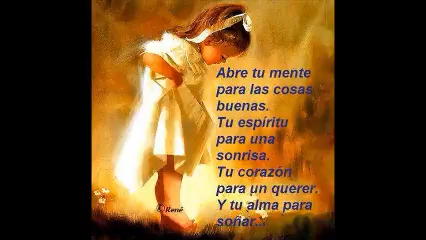 Abre tu mente
para las cosas
buenas.
Tu espíritu
para una
sonrisa.
Tu corazón
para un querer.
Y tu alma para
soñar...
©René